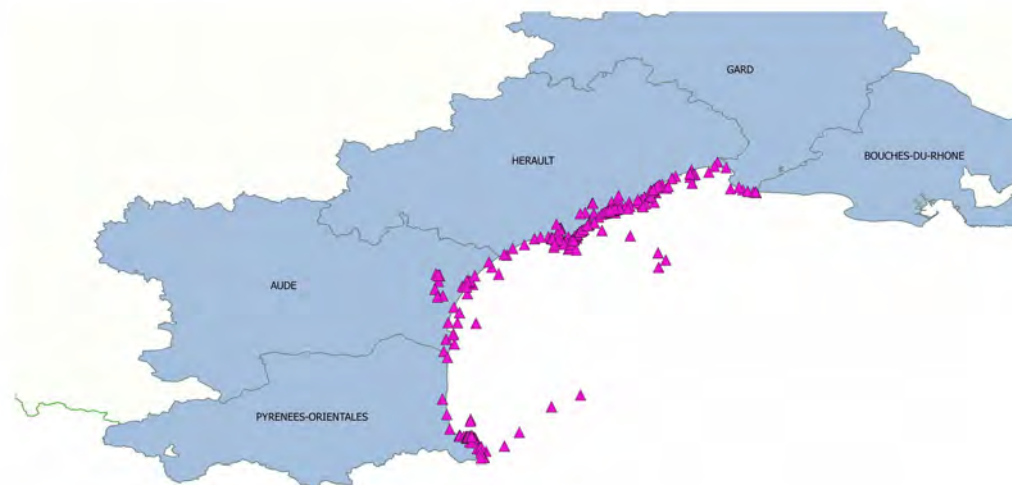 GARD
HERAULT
BOUCHES-DU-RHONE
AUDE
PYRENEES-ORIENTALES